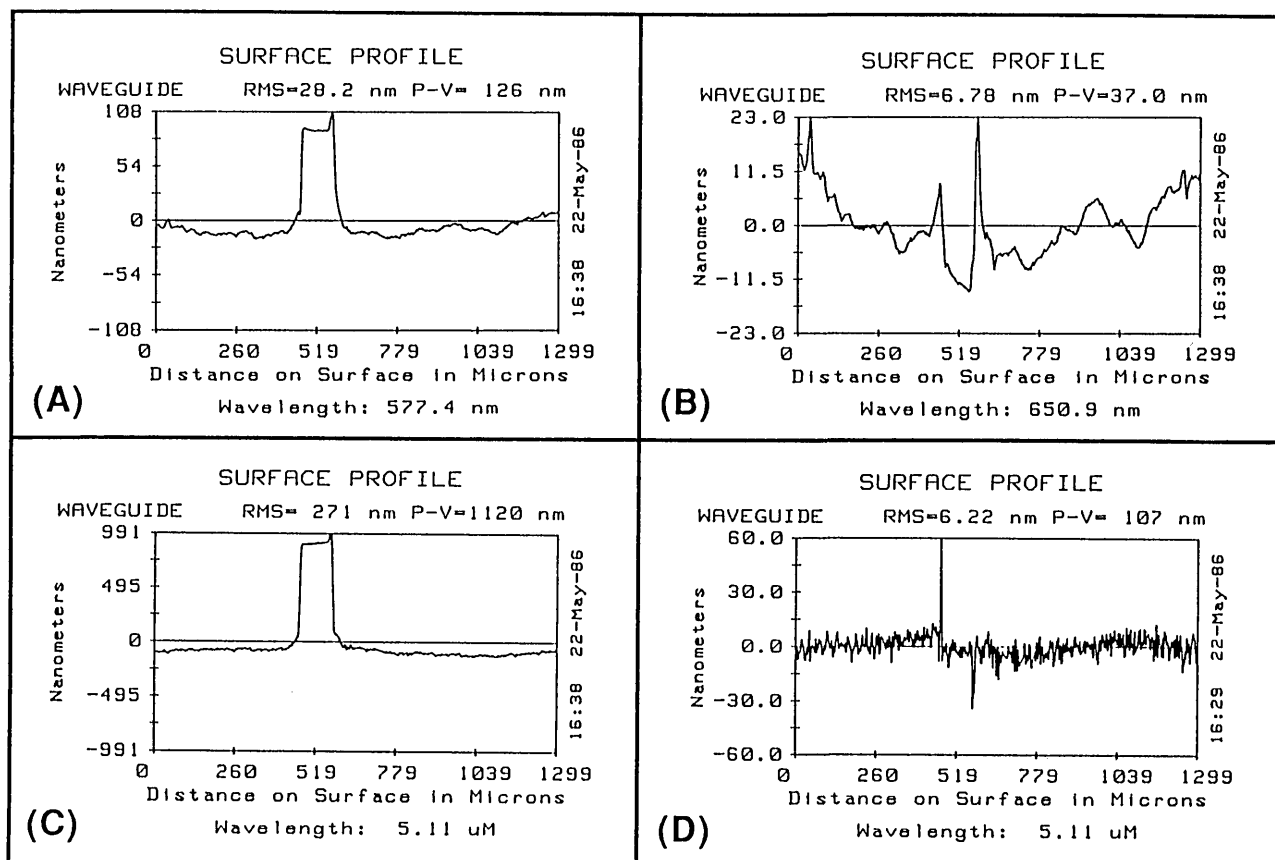 SURFACE PROFILE
WAVEGUIDE RMS=28.2 nm P-V= 126 nm
108
54
0
-54
-108
Nanometers
16:38 22-May-86
0 260 519 779 1039 1299
Distance on Surface in Microns
Wavelength: 577.4 nm
(A)
SURFACE PROFILE
WAVEGUIDE RMS=6.78 nm P-V=37.0 nm
23.0
11.5
0.0
-11.5
-23.0
Nanometers
16:38 22-May-86
0 260 519 779 1039 1299
Distance on Surface in Microns
Wavelength: 650.9 nm
(B)
SURFACE PROFILE
WAVEGUIDE RMS= 271 nm P-V=1120 nm
991
495
0
-495
-991
Nanometers
16:38 22-May-86
0 260 519 779 1039 1299
Distance on Surface in Microns
Wavelength: 5.11 uM
(C)
SURFACE PROFILE
WAVEGUIDE RMS=6.22 nm P-V= 107 nm
60.0
30.0
0.0
-30.0
-60.0
Nanometers
16:29 22-May-86
0 260 519 779 1039 1299
Distance on Surface in Microns
Wavelength: 5.11 uM
(D)